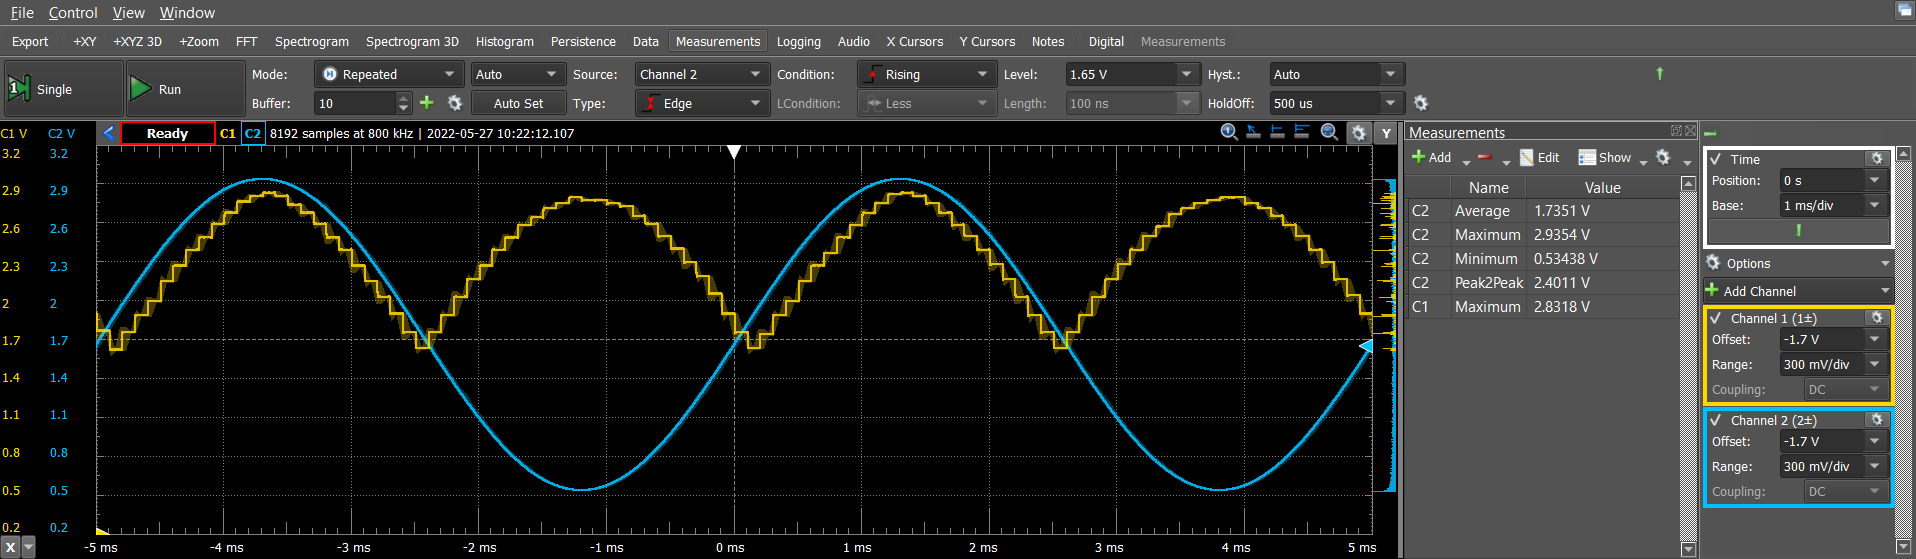 File Control View Window
Export +XY +XYZ 3D +Zoom FFT Spectrogram Spectrogram 3D Histogram Persistence Data Measurements Logging Audio X Cursors Y Cursors Notes Digital Measurements
1 Single Run Mode: Repeated Auto Source: Channel 2 Condition: Rising Level: 1.65 V Hyst.: Auto
Buffer: 10 Auto Set Type: Edge LCondition: Less Length: 100 ns HoldOff: 500 us
C1 V C2 V Ready C1 C2 8192 samples at 800 kHz | 2022-05-27 10:22:12.107 Y
3.2 3.2
2.9 2.9
2.6 2.6
2.3 2.3
2 2
1.7 1.7
1.4 1.4
1.1 1.1
0.8 0.8
0.5 0.5
0.2 0.2
X -5 ms -4 ms -3 ms -2 ms -1 ms 0 ms 1 ms 2 ms 3 ms 4 ms 5 ms
Measurements
Add Edit Show
Name Value
C2 Average 1.7351 V
C2 Maximum 2.9354 V
C2 Minimum 0.53438 V
C2 Peak2Peak 2.4011 V
C1 Maximum 2.8318 V
Time
Position: 0 s
Base: 1 ms/div
Options
Add Channel
Channel 1 (1±)
Offset: -1.7 V
Range: 300 mV/div
Coupling: DC
Channel 2 (2±)
Offset: -1.7 V
Range: 300 mV/div
Coupling: DC